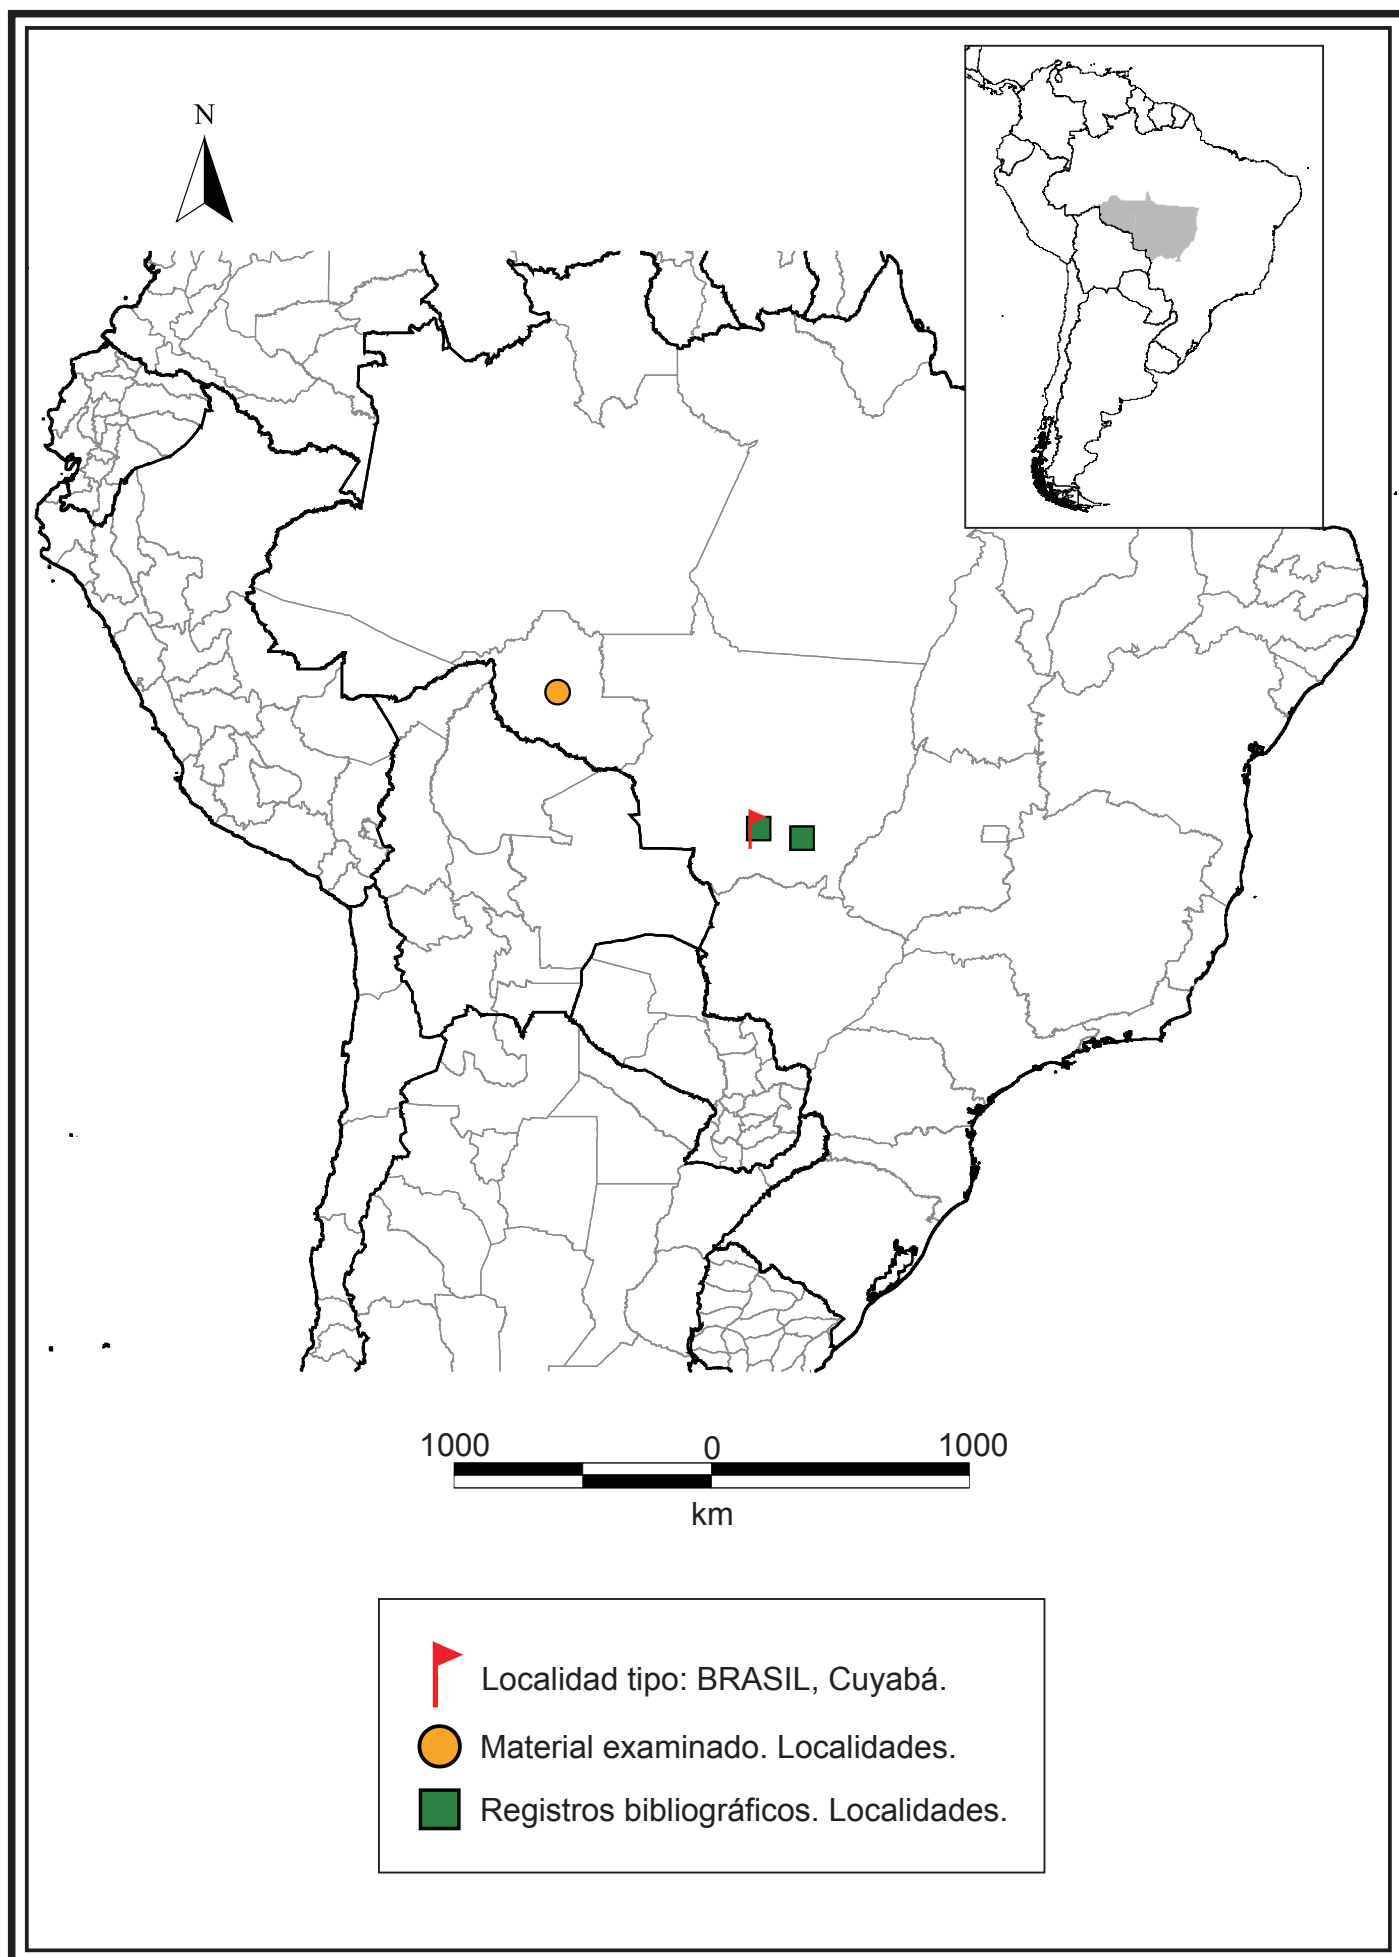 N
1000 0 1000
km
Localidad tipo: BRASIL, Cuyabá.
Material examinado. Localidades.
Registros bibliográficos. Localidades.